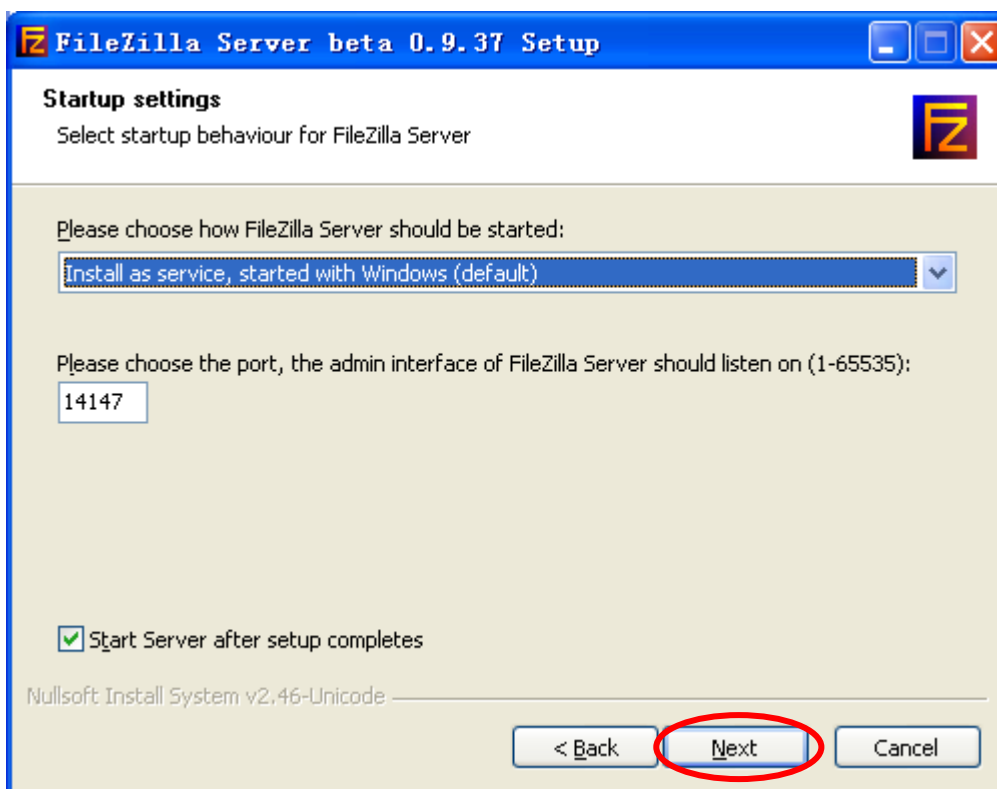 FileZilla Server beta 0.9.37 Setup
Startup settings
Select startup behaviour for FileZilla Server
Please choose how FileZilla Server should be started:
Install as service, started with Windows (default)
Please choose the port, the admin interface of FileZilla Server should listen on (1-65535):
14147
Start Server after setup completes
Nullsoft Install System v2.46-Unicode
< Back Next Cancel